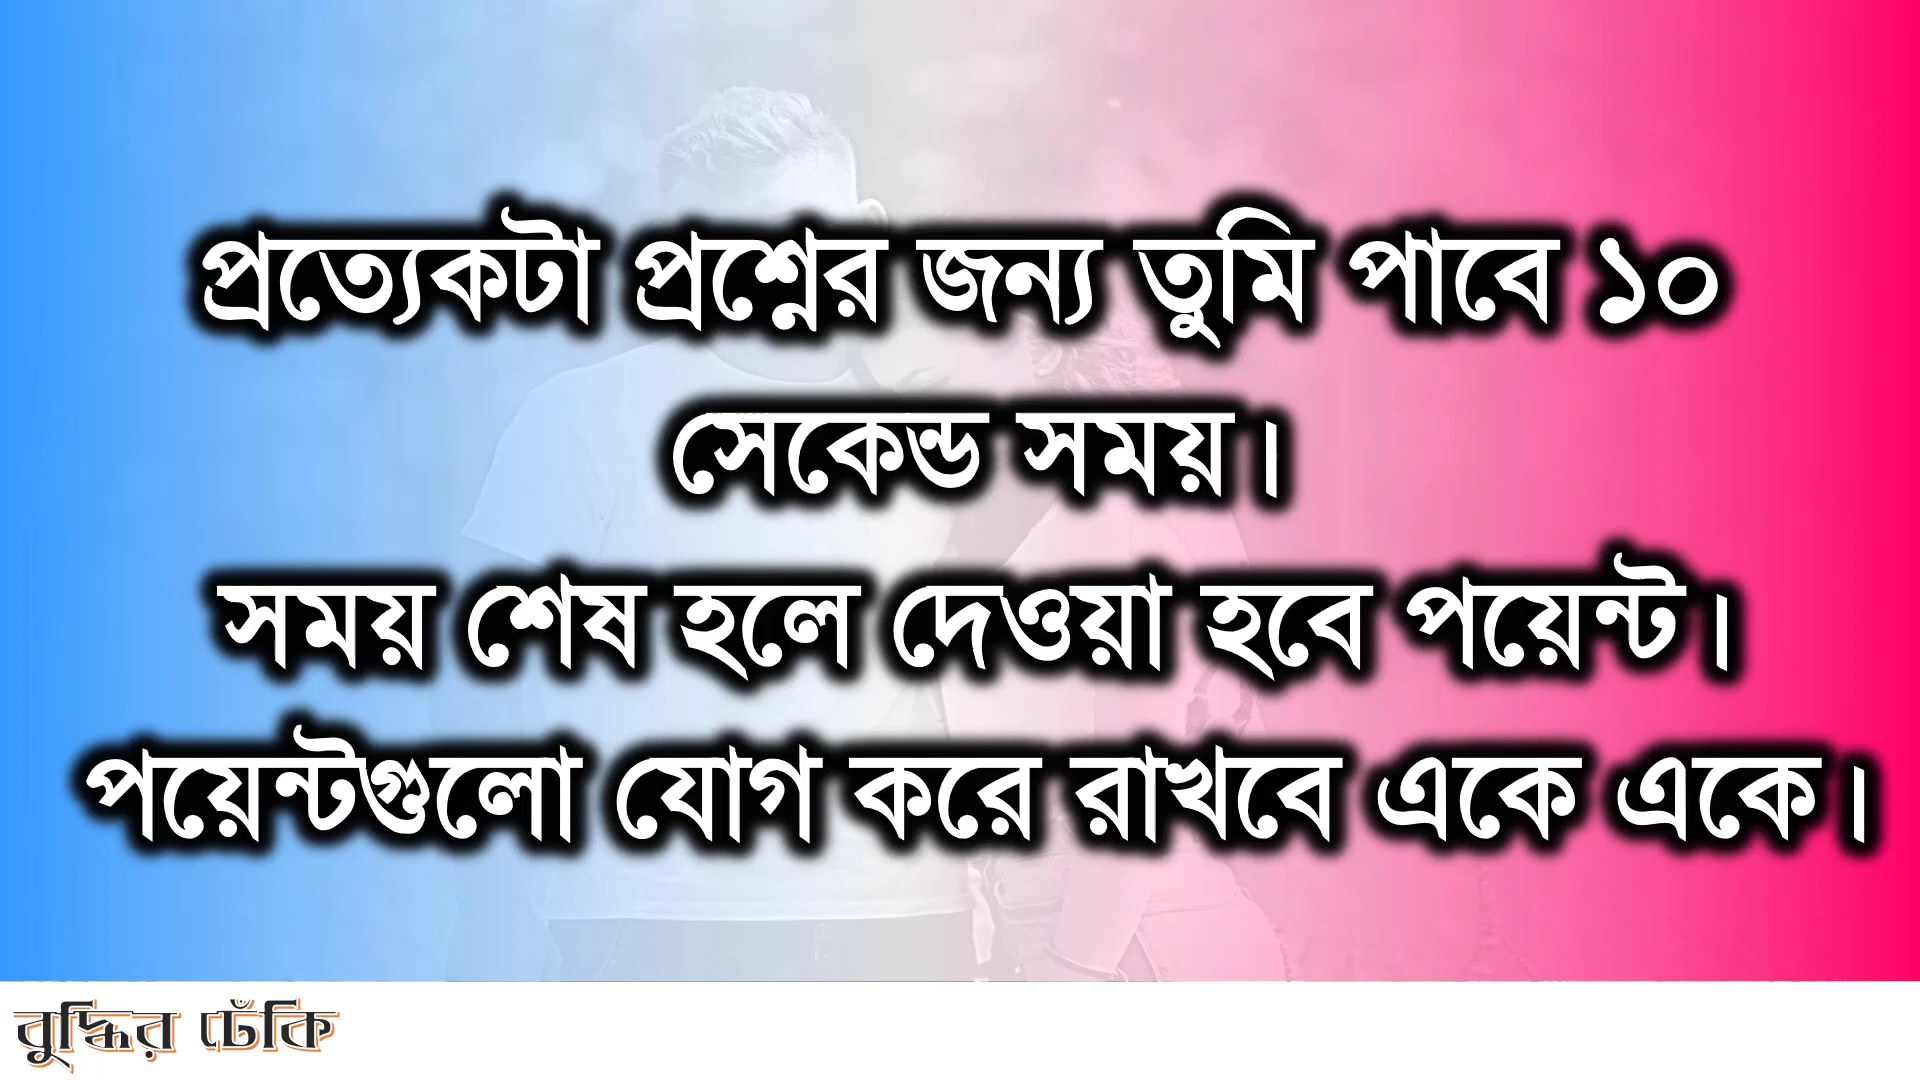 প্রত্যেকটা প্রশ্নের জন্য তুমি পাবে ১০
সেকেন্ড সময়।
সময় শেষ হলে দেওয়া হবে পয়েন্ট।
পয়েন্টগুলো যোগ করে রাখবে একে একে।
বুদ্ধির ঢেঁকি